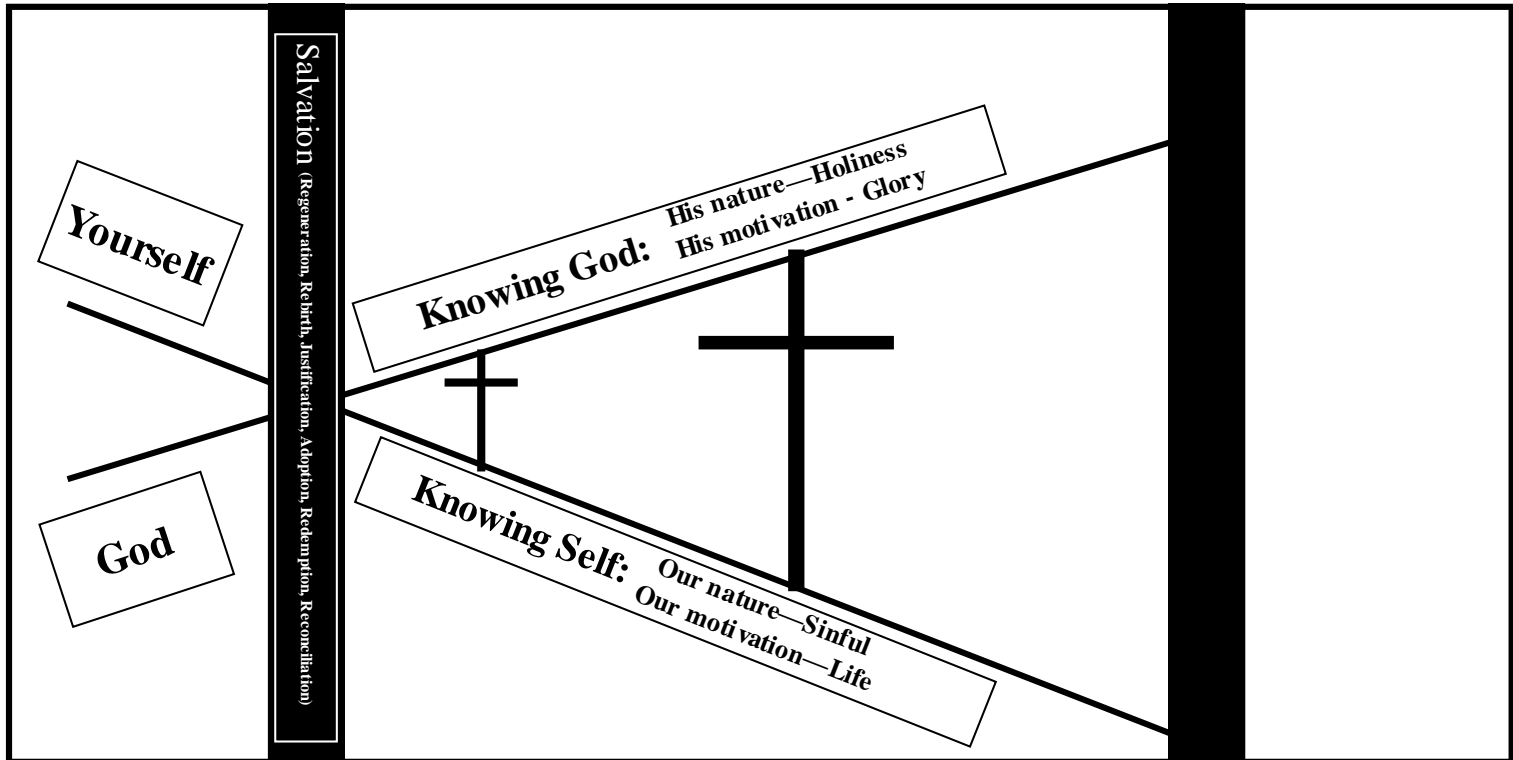 Yourself
God
Salvation (Regeneration, Rebirth, Justification, Adoption, Redemption, Reconciliation)
Knowing God:
His nature—Holiness
His motivation - Glory
Knowing Self:
Our nature—Sinful
Our motivation—Life